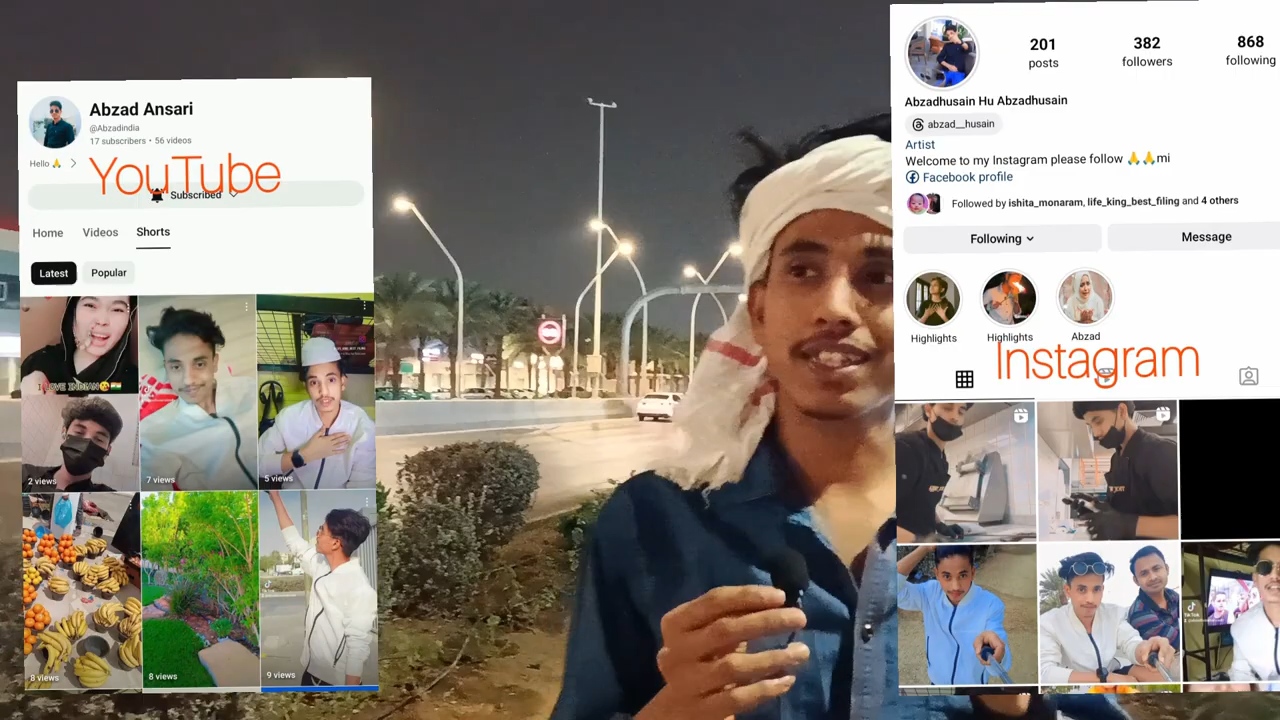 Abzad Ansari
@Abzadindia
17 subscribers • 56 videos
Hello 🙏 >
YouTube
Subscribed
Home Videos Shorts
Latest Popular
I LOVE INDIAN😘🇮🇳
2 views
7 views
5 views
8 views
8 views
9 views
201 posts
382 followers
868 following
Abzadhusain Hu Abzadhusain
abzad__husain
Artist
Welcome to my Instagram please follow 🙏🙏mi
Facebook profile
Followed by ishita_monaram, life_king_best_filing and 4 others
Following Message
Highlights Highlights Abzad
Instagram
TikTok